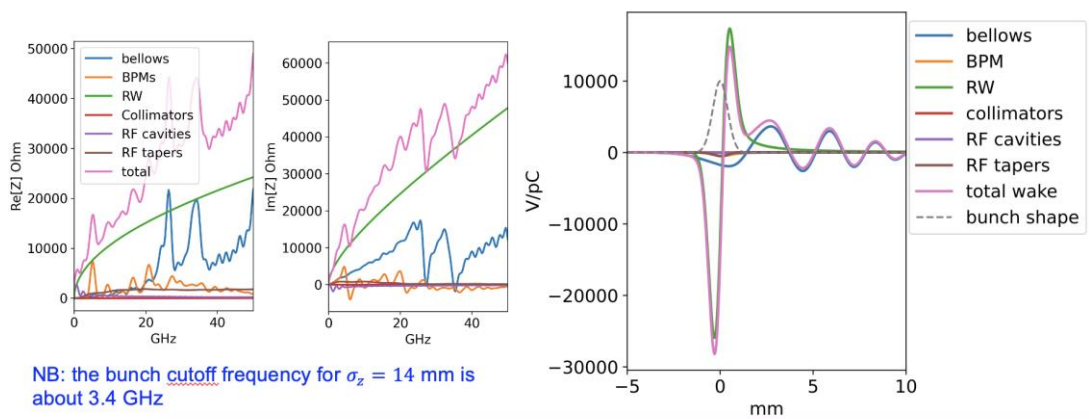 50000
40000
30000
20000
10000
0
Re[Z] Ohm
bellows
BPMs
RW
Collimators
RF cavities
RF tapers
total
0
20
40
GHz
60000
50000
40000
30000
20000
10000
0
-10000
Im[Z] Ohm
0
20
40
GHz
10000
0
−10000
−20000
−30000
V/pC
−5
0
5
10
mm
bellows
BPM
RW
collimators
RF cavities
RF tapers
total wake
bunch shape
NB: the bunch cutoff frequency for σz = 14 mm is
about 3.4 GHz